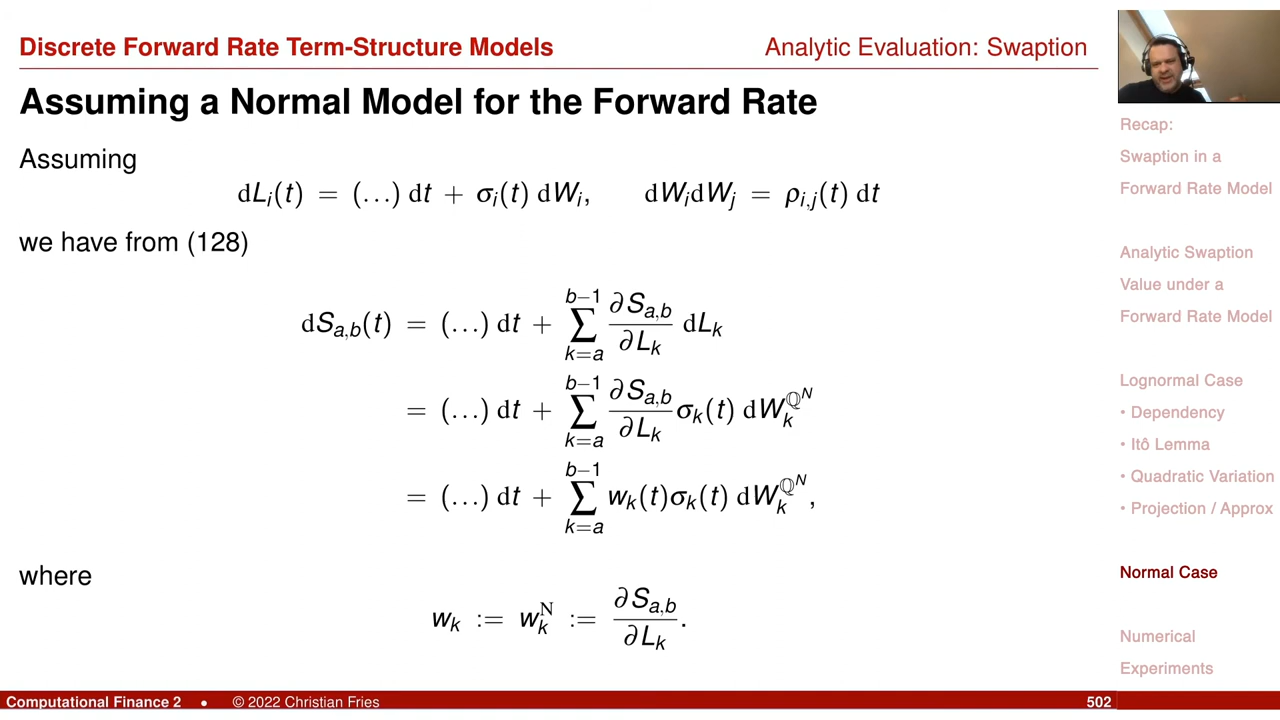 Discrete Forward Rate Term-Structure Models
Analytic Evaluation: Swaption
Assuming a Normal Model for the Forward Rate
Assuming
dL_i(t) = (…) dt + σ_i(t) dW_i, dW_i dW_j = ρ_{i,j}(t) dt
we have from (128)
dS_{a,b}(t) = (…) dt + ∑_{k=a}^{b−1} ∂S_{a,b}/∂L_k dL_k
= (…) dt + ∑_{k=a}^{b−1} ∂S_{a,b}/∂L_k σ_k(t) dW_k^{ℚ^N}
= (…) dt + ∑_{k=a}^{b−1} w_k(t)σ_k(t) dW_k^{ℚ^N},
where
w_k := w_k^N := ∂S_{a,b}/∂L_k.
Recap:
Swaption in a
Forward Rate Model
Analytic Swaption
Value under a
Forward Rate Model
Lognormal Case
• Dependency
• Itô Lemma
• Quadratic Variation
• Projection / Approx
Normal Case
Numerical
Experiments
Computational Finance 2 • © 2022 Christian Fries
502